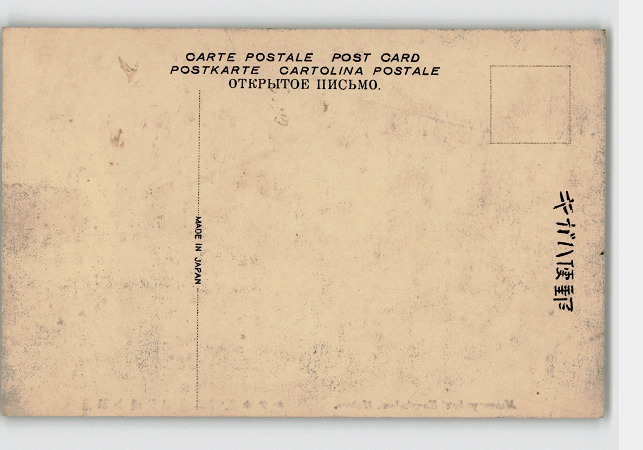 CARTE POSTALE POST CARD
POSTKARTE CARTOLINA POSTALE
ОТКРЫТОЕ ПИСЬМО.
MADE IN JAPAN
キガハ便郵